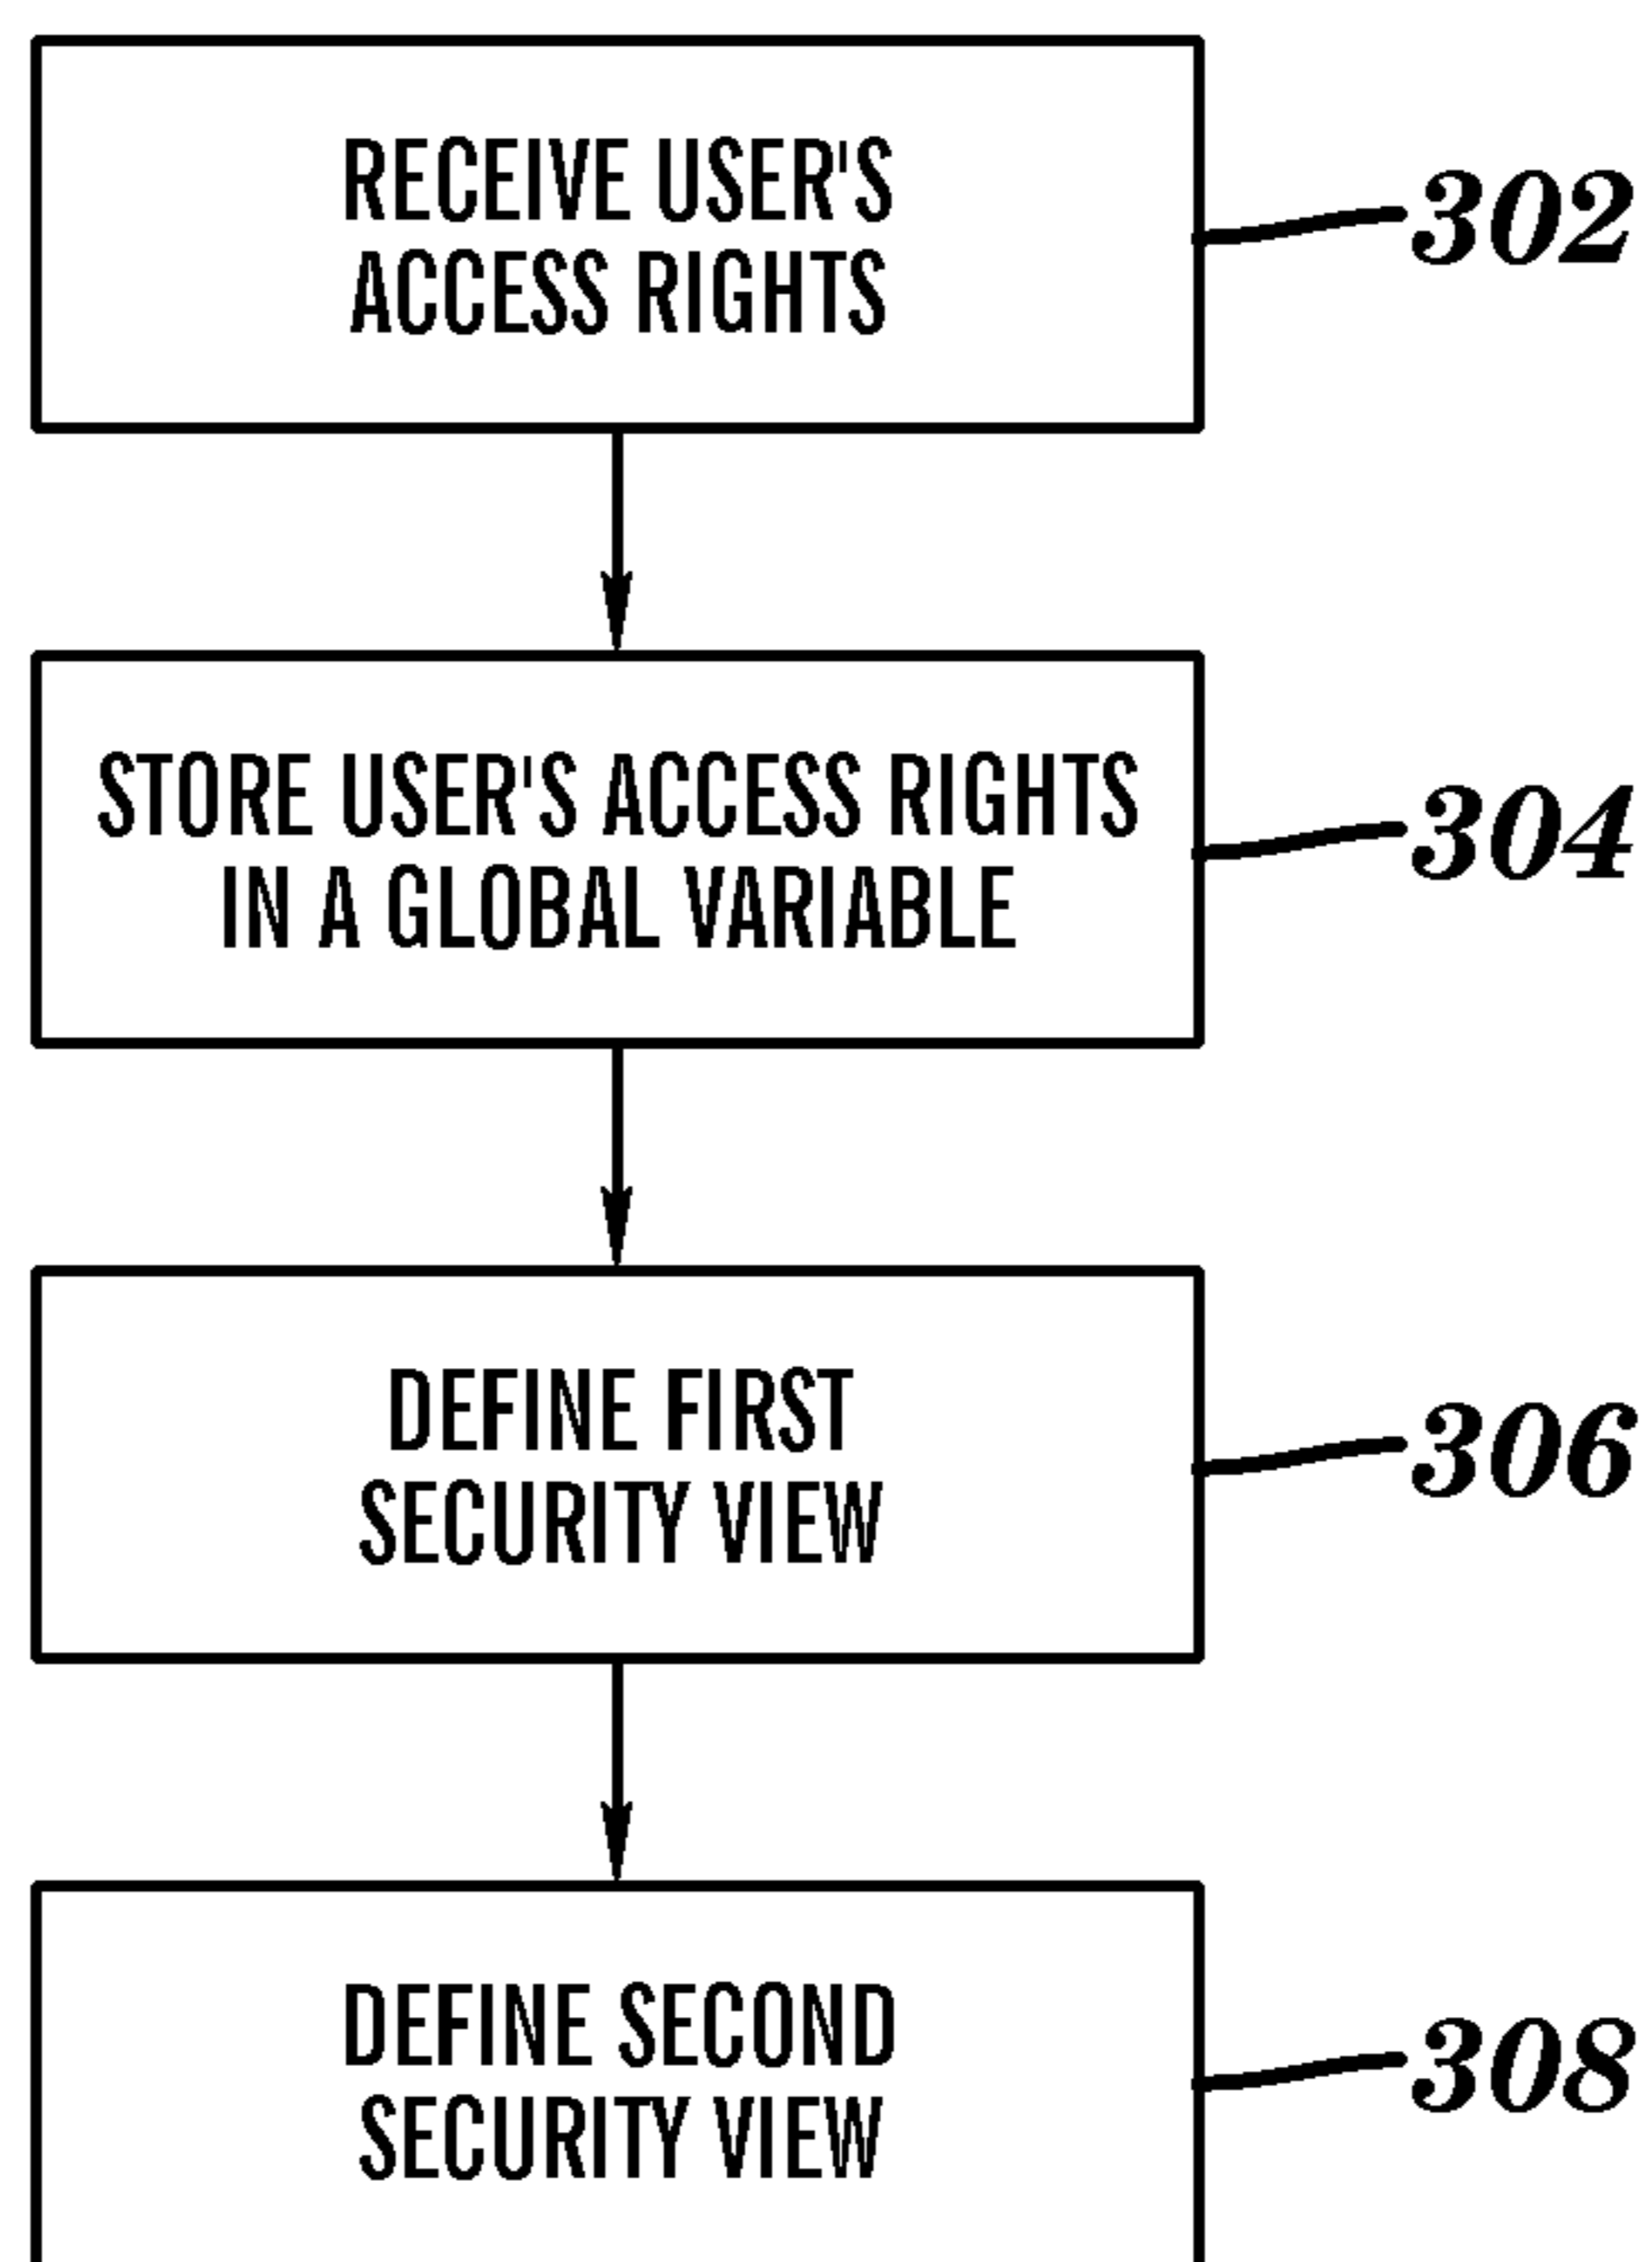 RECEIVE USER'S
ACCESS RIGHTS
302
STORE USER'S ACCESS RIGHTS
IN A GLOBAL VARIABLE
304
DEFINE FIRST
SECURITY VIEW
306
DEFINE SECOND
SECURITY VIEW
308